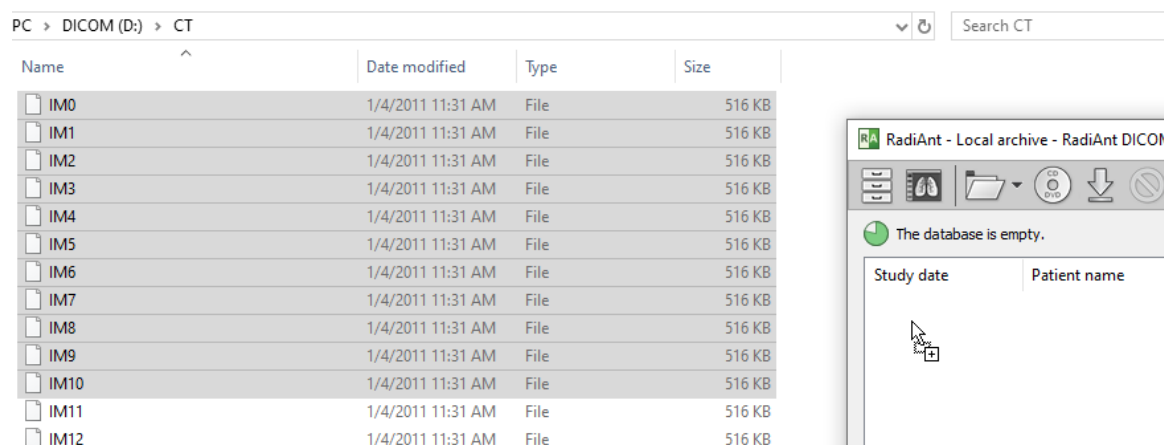 PC > DICOM (D:) > CT
Search CT
Name Date modified Type Size
IM0 1/4/2011 11:31 AM File 516 KB
IM1 1/4/2011 11:31 AM File 516 KB
IM2 1/4/2011 11:31 AM File 516 KB
IM3 1/4/2011 11:31 AM File 516 KB
IM4 1/4/2011 11:31 AM File 516 KB
IM5 1/4/2011 11:31 AM File 516 KB
IM6 1/4/2011 11:31 AM File 516 KB
IM7 1/4/2011 11:31 AM File 516 KB
IM8 1/4/2011 11:31 AM File 516 KB
IM9 1/4/2011 11:31 AM File 516 KB
IM10 1/4/2011 11:31 AM File 516 KB
IM11 1/4/2011 11:31 AM File 516 KB
IM12 1/4/2011 11:31 AM File 516 KB
RA RadiAnt - Local archive - RadiAnt DICOM
CD
DVD
The database is empty.
Study date Patient name